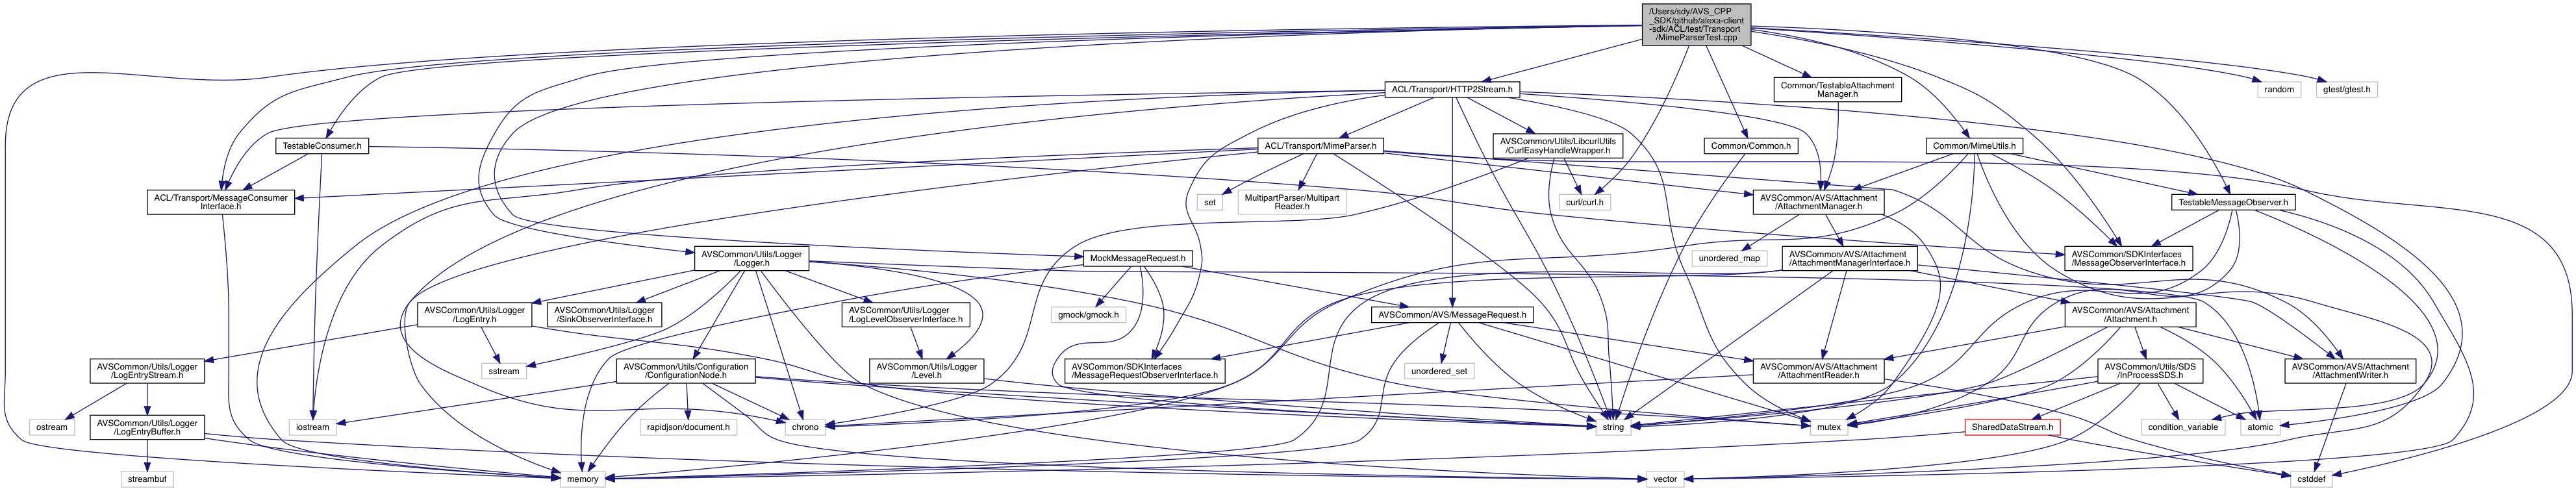 /Users/sdy/AVS_CPP
_SDK/github/alexa-client
-sdk/ACL/test/Transport
/MimeParserTest.cpp
ACL/Transport/HTTP2Stream.h
Common/TestableAttachment
Manager.h
random
gtest/gtest.h
TestableConsumer.h
ACL/Transport/MimeParser.h
AVSCommon/Utils/LibcurlUtils
/CurlEasyHandleWrapper.h
Common/Common.h
Common/MimeUtils.h
ACL/Transport/MessageConsumer
Interface.h
set
MultipartParser/Multipart
Reader.h
curl/curl.h
AVSCommon/AVS/Attachment
/AttachmentManager.h
TestableMessageObserver.h
AVSCommon/Utils/Logger
/Logger.h
MockMessageRequest.h
unordered_map
AVSCommon/AVS/Attachment
/AttachmentManagerInterface.h
AVSCommon/SDKInterfaces
/MessageObserverInterface.h
AVSCommon/Utils/Logger
/LogEntry.h
AVSCommon/Utils/Logger
/SinkObserverInterface.h
AVSCommon/Utils/Logger
/LogLevelObserverInterface.h
gmock/gmock.h
AVSCommon/AVS/MessageRequest.h
AVSCommon/AVS/Attachment
/Attachment.h
AVSCommon/Utils/Logger
/LogEntryStream.h
sstream
AVSCommon/Utils/Configuration
/ConfigurationNode.h
AVSCommon/Utils/Logger
/Level.h
AVSCommon/SDKInterfaces
/MessageRequestObserverInterface.h
unordered_set
AVSCommon/AVS/Attachment
/AttachmentReader.h
AVSCommon/Utils/SDS
/InProcessSDS.h
AVSCommon/AVS/Attachment
/AttachmentWriter.h
ostream
AVSCommon/Utils/Logger
/LogEntryBuffer.h
iostream
rapidjson/document.h
chrono
string
mutex
SharedDataStream.h
condition_variable
atomic
streambuf
memory
vector
cstddef